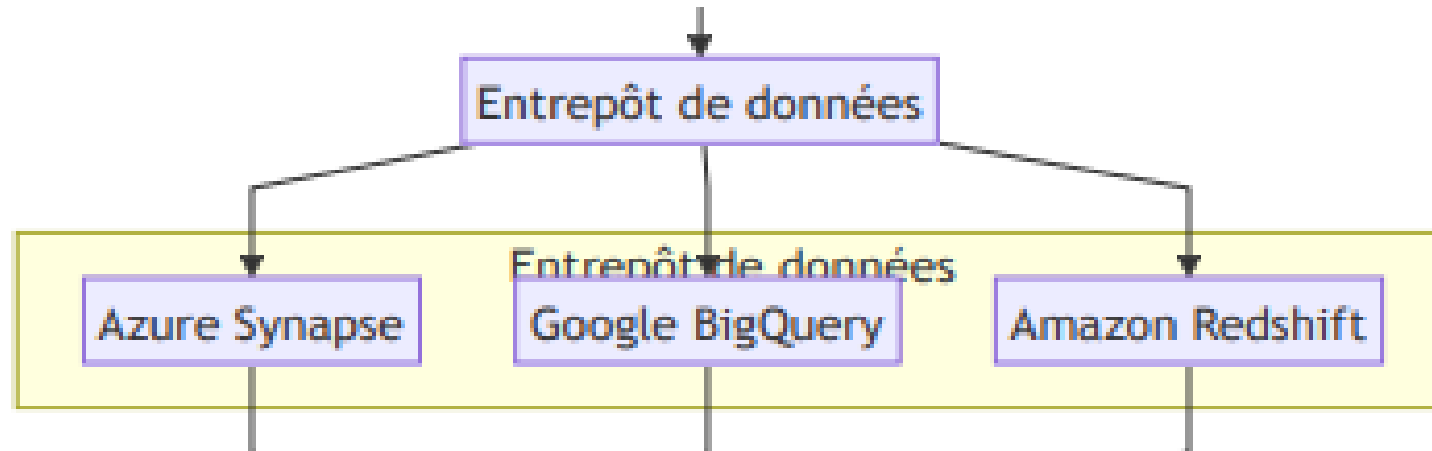 Entrepôt de données
Entrepôt de données
Azure Synapse
Google BigQuery
Amazon Redshift